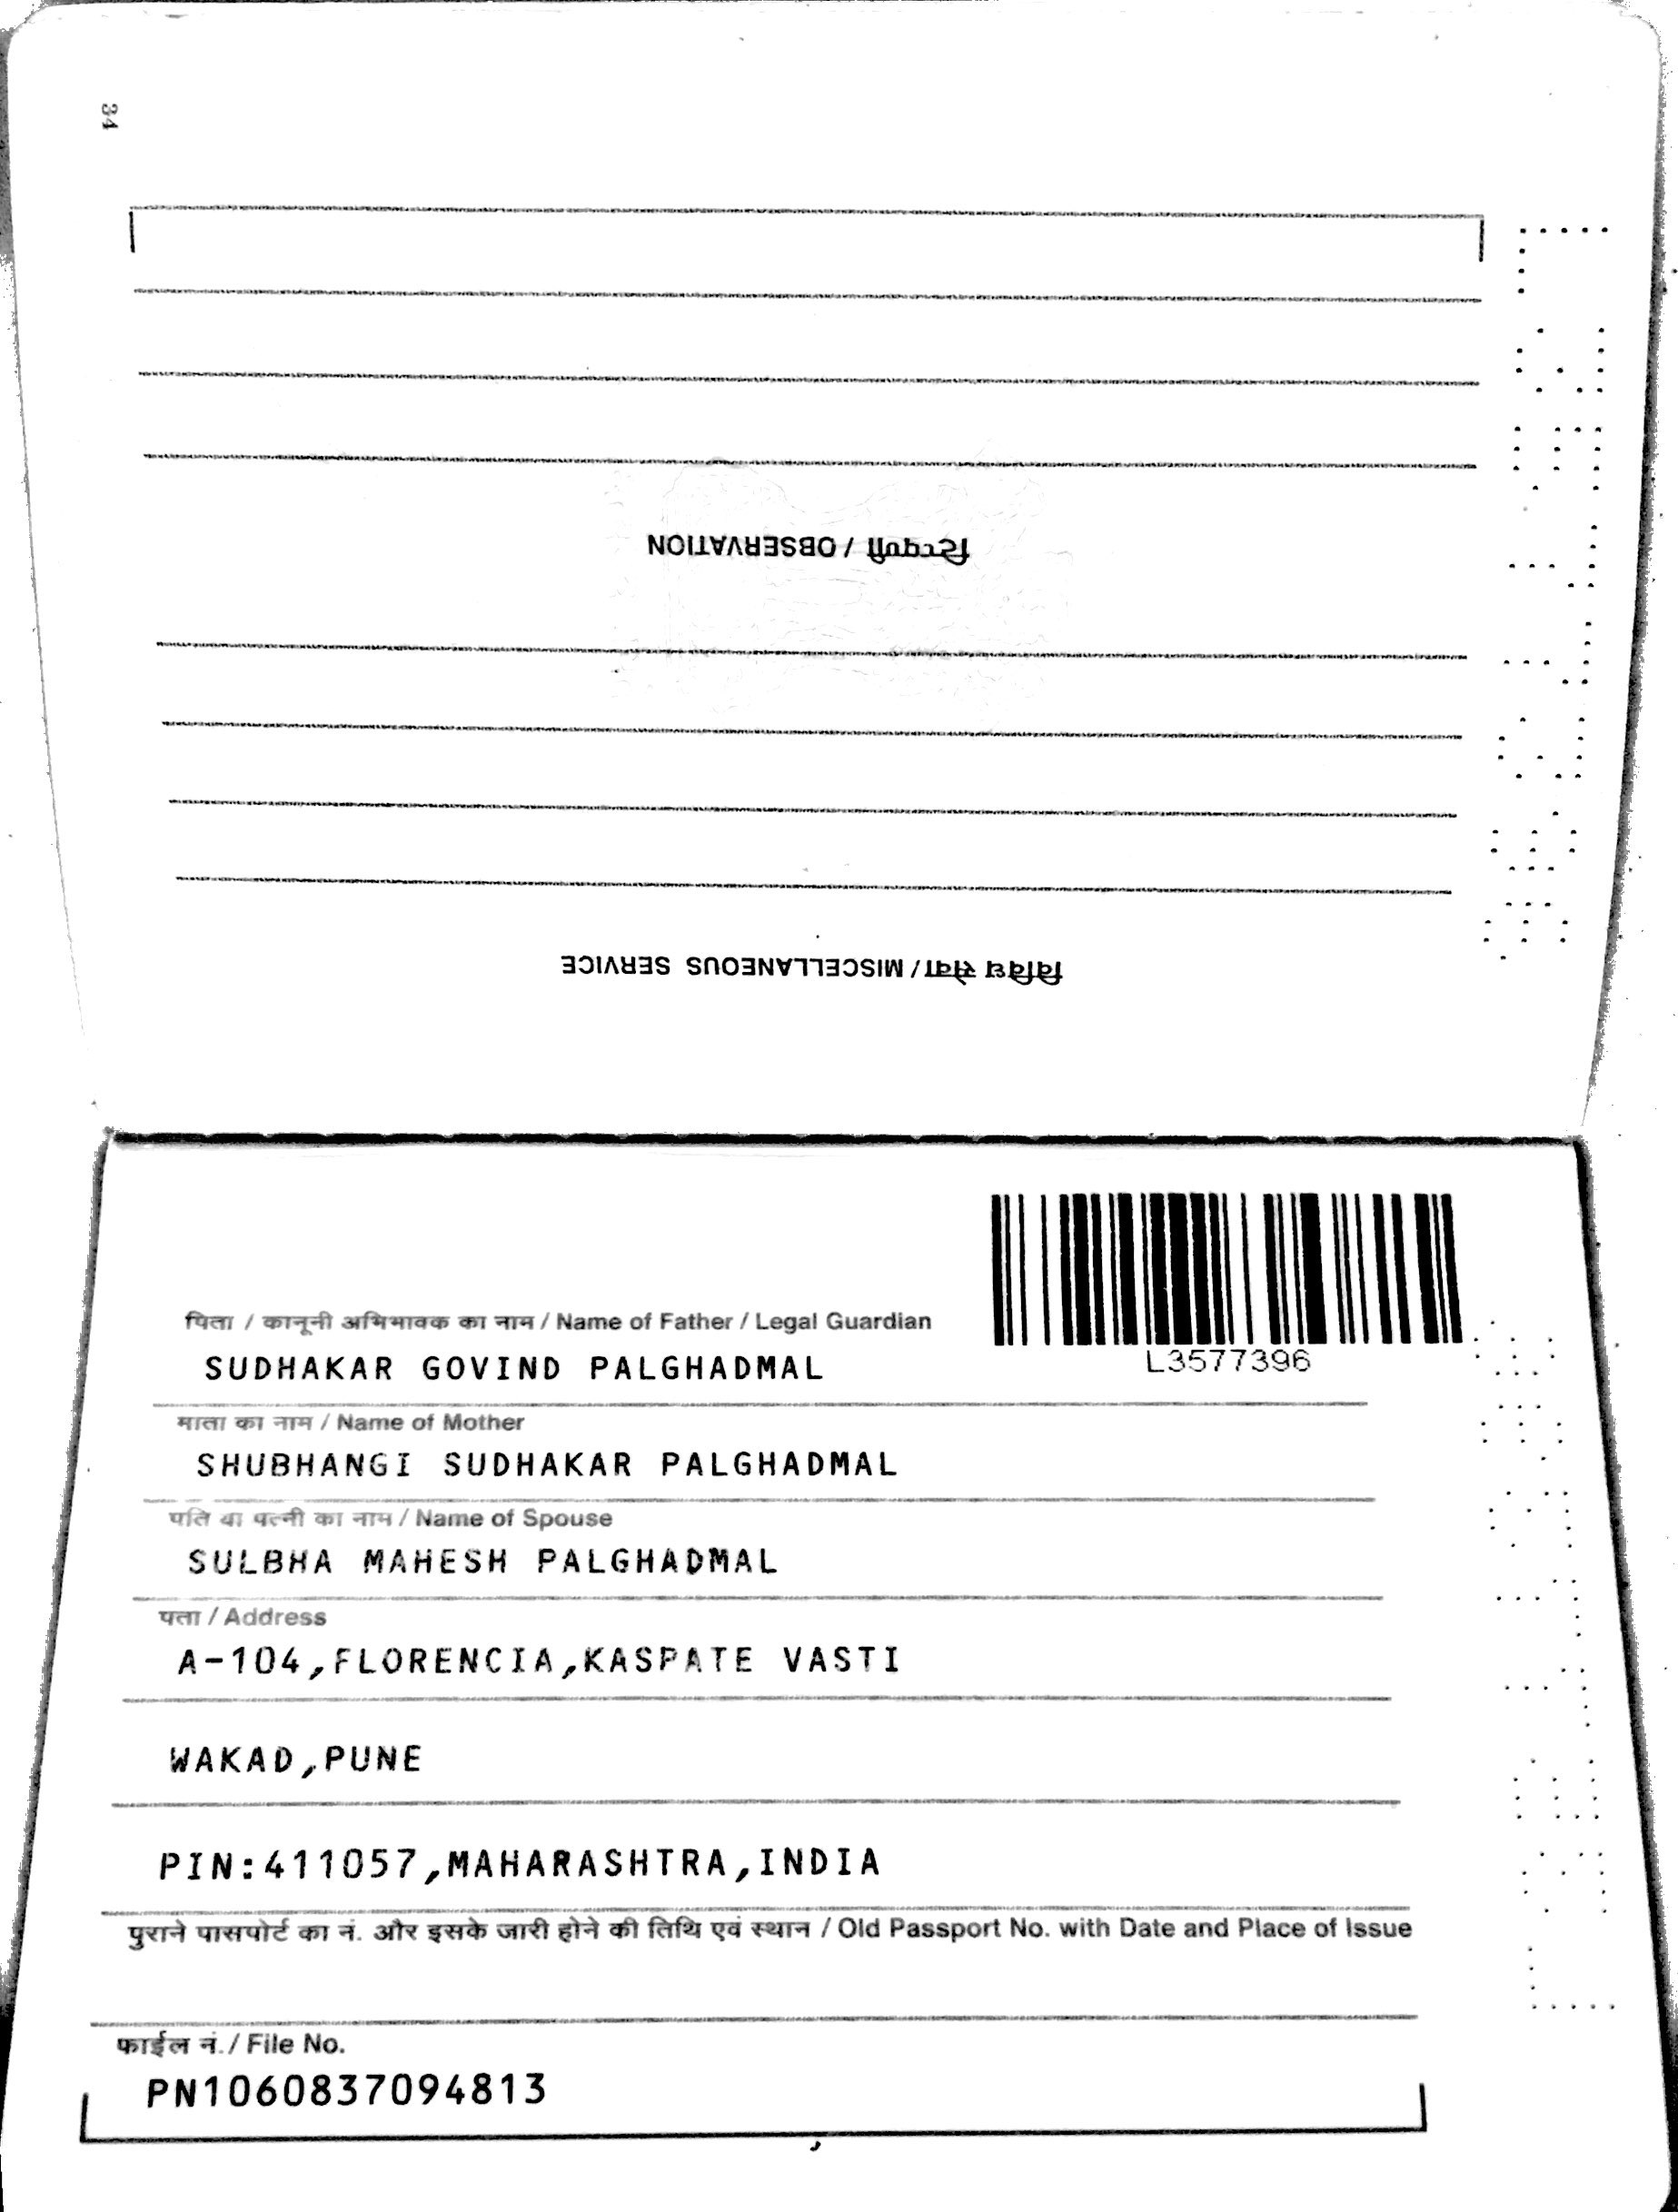 34
टिप्पणी / OBSERVATION
विविध सेवा / MISCELLANEOUS SERVICE
L3577396
पिता / कानूनी अभिभावक का नाम / Name of Father / Legal Guardian
SUDHAKAR GOVIND PALGHADMAL
माता का नाम / Name of Mother
SHUBHANGI SUDHAKAR PALGHADMAL
पति या पत्नी का नाम / Name of Spouse
SULBHA MAHESH PALGHADMAL
पता / Address
A-104,FLORENCIA,KASPATE VASTI
WAKAD,PUNE
PIN:411057,MAHARASHTRA,INDIA
पुराने पासपोर्ट का नं. और इसके जारी होने की तिथि एवं स्थान / Old Passport No. with Date and Place of Issue
फाईल नं. / File No.
PN1060837094813
L3577396
L3577396